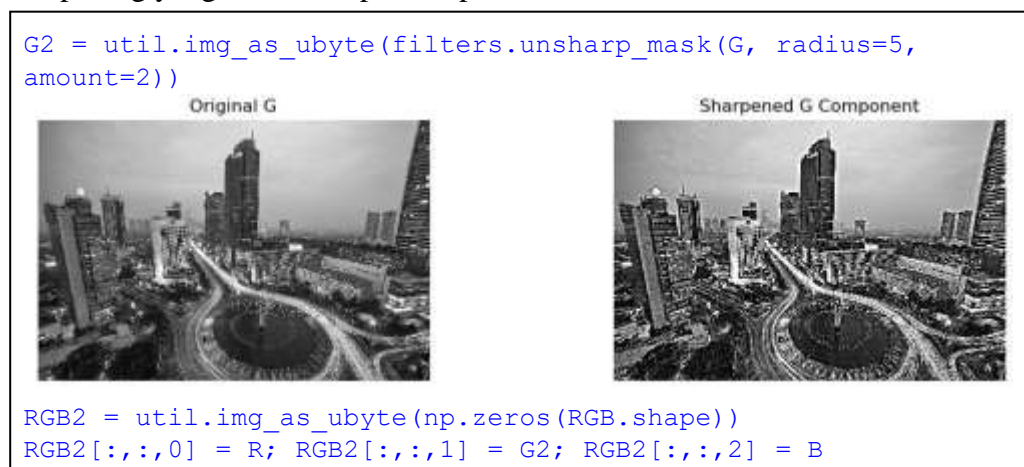 G2 = util.img_as_ubyte(filters.unsharp_mask(G, radius=5,
amount=2))
Original G
Sharpened G Component
RGB2 = util.img_as_ubyte(np.zeros(RGB.shape))
RGB2[:,:,0] = R; RGB2[:,:,1] = G2; RGB2[:,:,2] = B